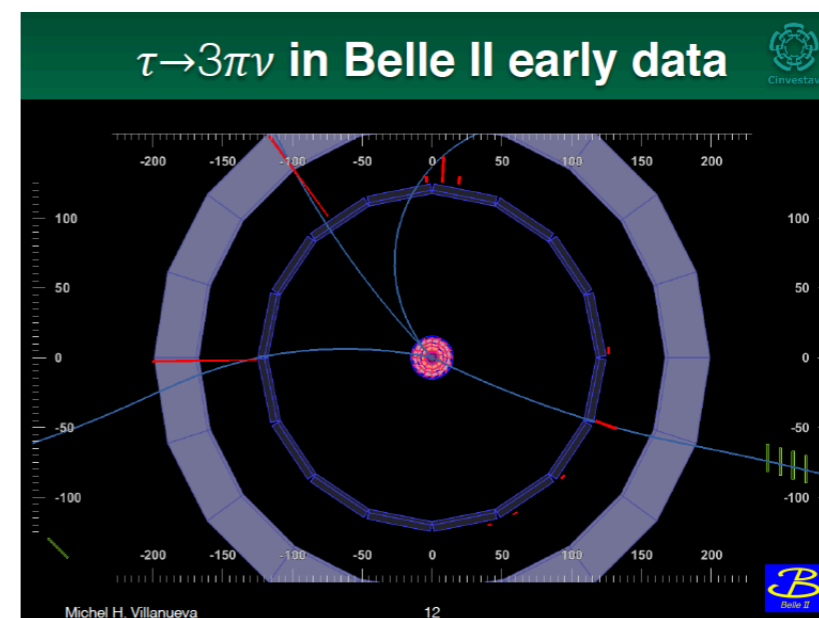 τ→3πν in Belle II early data
Cinvestav
-200 -150 -100 -50 0 50 100 150 200
100 100
50 50
0 0
-50 -50
-100 -100
-200 -150 -100 -50 0 50 100 150 200
B
Belle II
Michel H. Villanueva 12